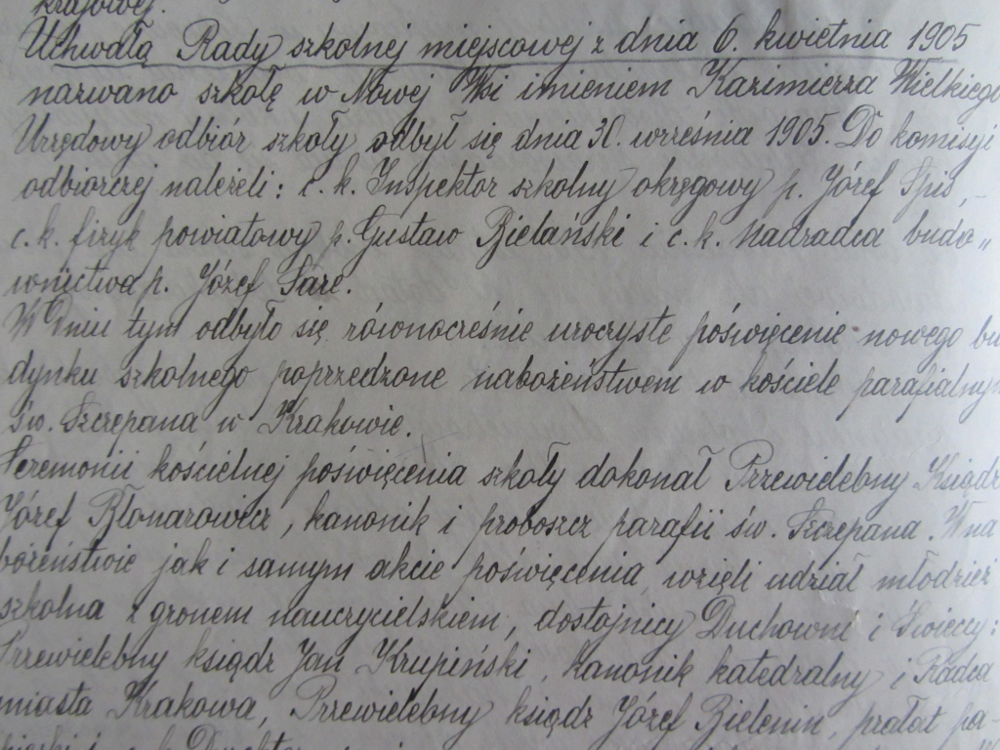 krajowej.
Uchwałą Rady szkolnej miejscowej z dnia 6. kwietnia 1905
nazwano szkołę w Nowej Wsi imieniem Kazimierza Wielkiego
Urzędowy odbiór szkoły odbył się dnia 30. września 1905. Do komisyi
odbiorczej należeli: c. k. Inspektor szkolny okręgowy p. Józef Spis, -
c. k. fizyk powiatowy p. Gustaw Bielański i c. k. Nadradca budo„
wnictwa p. Józef Sare.
W dniu tym odbyło się równocześnie uroczyste poświęcenie nowego bu
dynku szkolnego poprzedzone nabożeństwem w kościele parafialnym
św. Szczepana w Krakowie.
Ceremonii kościelnej poświęcenia szkoły dokonał Przewielebny Ksiądz
Józef Błonarowicz, kanonik i proboszcz parafii św. Szczepana. W na
bożeństwie jak i samym akcie poświęcenia wzięli udział młodzież
szkolna z gronem nauczycielskiem, dostojnicy Duchowni i Świeccy:
Przewielebny ksiądz Jan Krupiński, kanonik katedralny i Radca
miasta Krakowa, Przewielebny ksiądz Józef Bielenin, prałat pa-